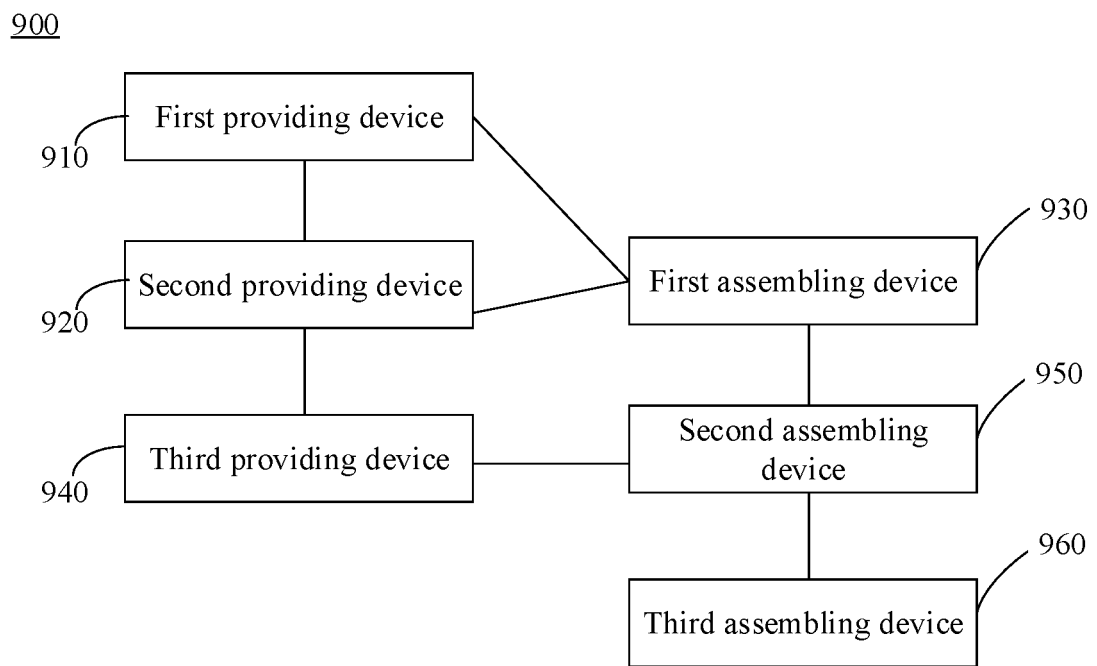 900
First providing device
910
Second providing device
920
Third providing device
940
First assembling device
930
Second assembling
device
950
Third assembling device
960